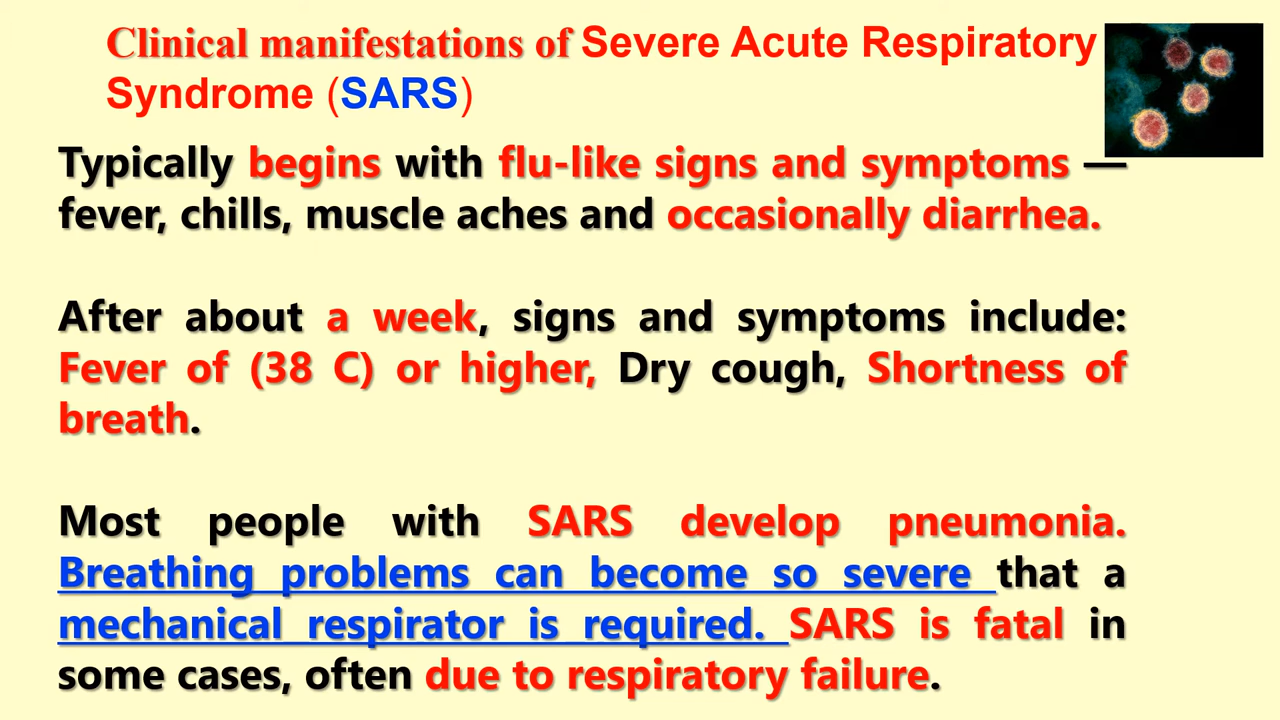 Clinical manifestations of Severe Acute Respiratory
Syndrome (SARS)
Typically begins with flu-like signs and symptoms —
fever, chills, muscle aches and occasionally diarrhea.
After about a week, signs and symptoms include:
Fever of (38 C) or higher, Dry cough, Shortness of
breath.
Most people with SARS develop pneumonia.
Breathing problems can become so severe that a
mechanical respirator is required. SARS is fatal in
some cases, often due to respiratory failure.